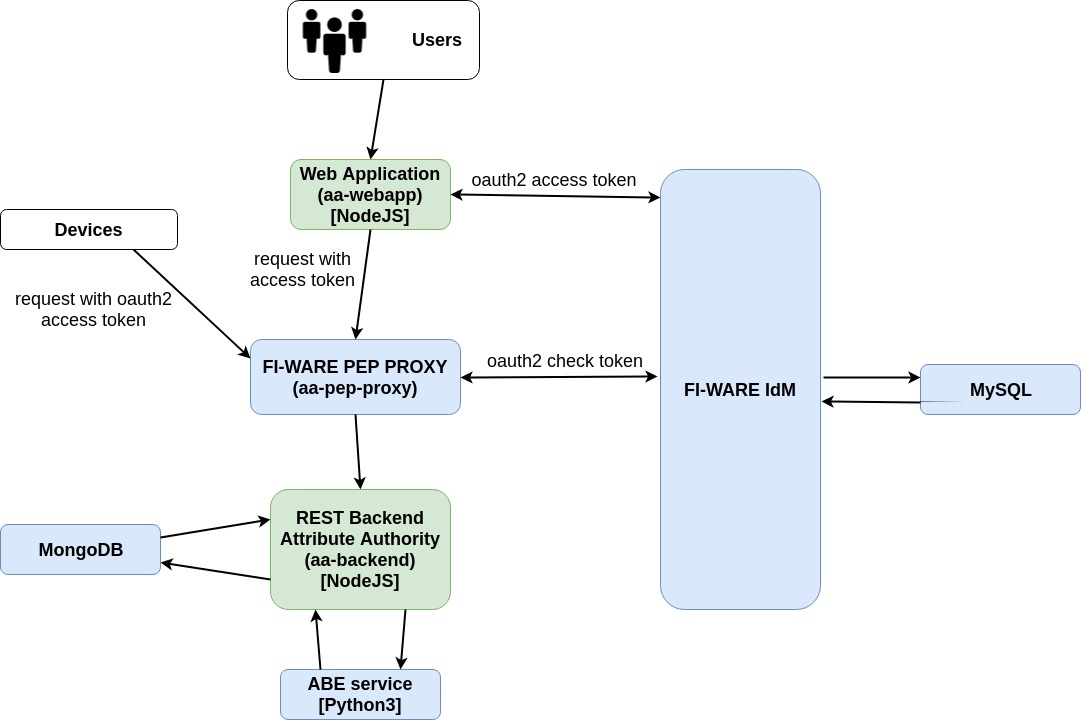 Users
Web Application
(aa-webapp)
[NodeJS]
oauth2 access token
Devices
request with
access token
request with oauth2
access token
FI-WARE PEP PROXY
(aa-pep-proxy)
oauth2 check token
FI-WARE IdM
MySQL
REST Backend
Attribute Authority
(aa-backend)
[NodeJS]
MongoDB
ABE service
[Python3]